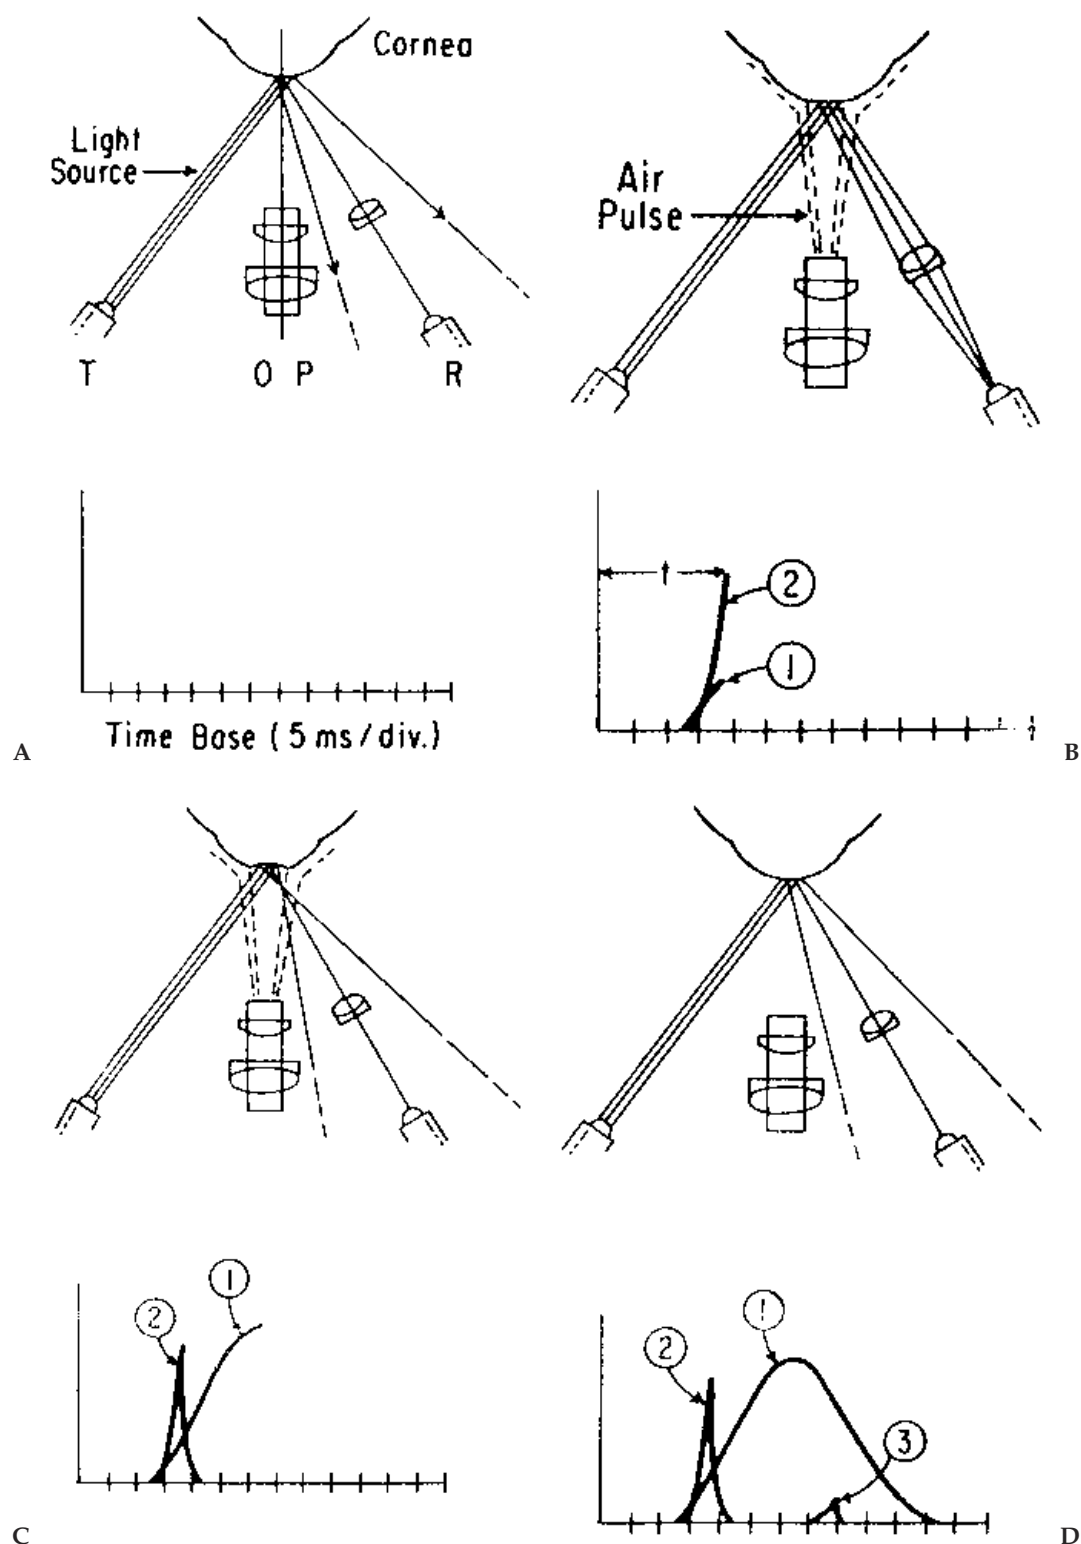 Cornea
Light
Source
T O P R
Time Base (5 ms/div.)
A
Air
Pulse
t
2
1
B
1
2
C
1
2
3
D